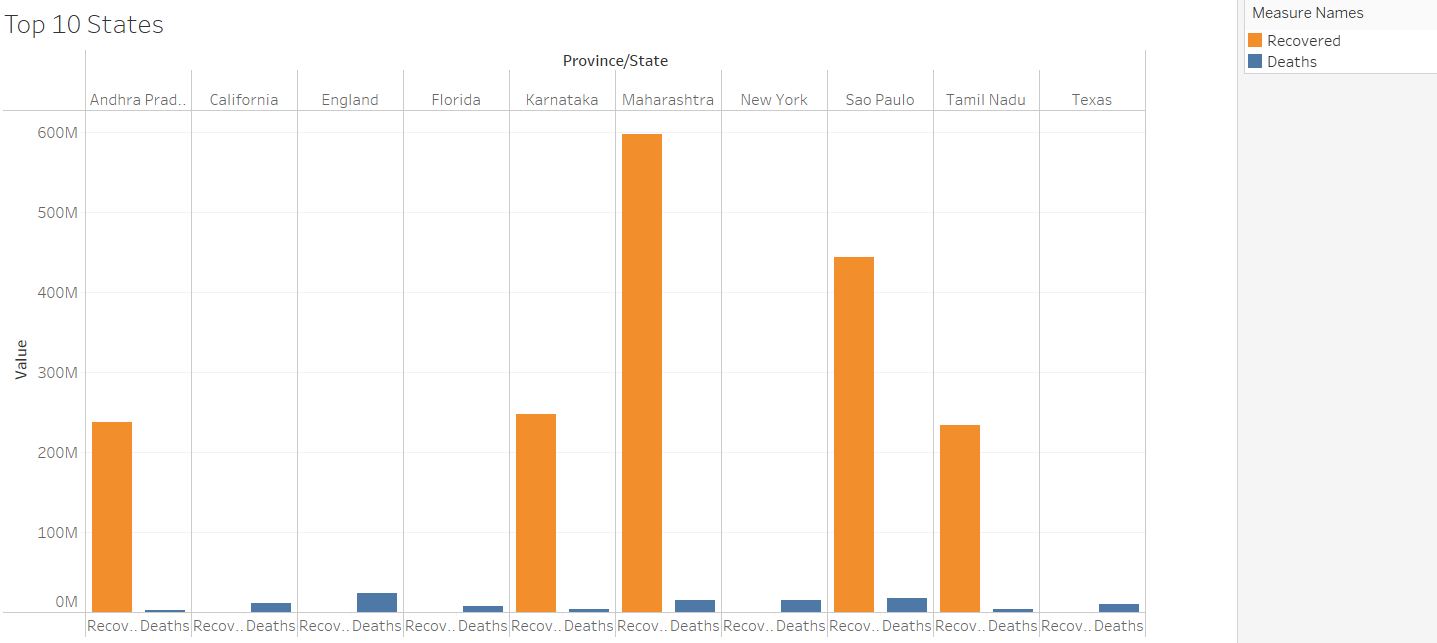 Top 10 States
Measure Names
Recovered
Deaths
Province/State
Andhra Prad.. California England Florida Karnataka Maharashtra New York Sao Paulo Tamil Nadu Texas
600M
500M
400M
300M
200M
100M
0M
Value
Recov.. Deaths Recov.. Deaths Recov.. Deaths Recov.. Deaths Recov.. Deaths Recov.. Deaths Recov.. Deaths Recov.. Deaths Recov.. Deaths Recov.. Deaths